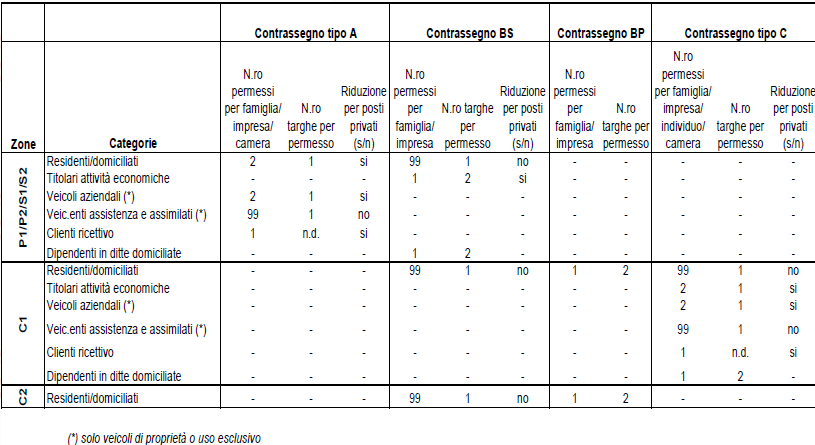 Contrassegno tipo A Contrassegno BS Contrassegno BP Contrassegno tipo C
Zone Categorie N.ro permessi per famiglia/ impresa/ camera N.ro targhe per permesso Riduzione per posti privati (s/n) N.ro permessi per famiglia/ impresa N.ro targhe per permesso Riduzione per posti privati (s/n) N.ro permessi per famiglia/ impresa N.ro targhe per permesso N.ro permessi per famiglia/ impresa/ individuo/ camera N.ro targhe per permesso Riduzione per posti privati (s/n)
P1/P2/S1/S2
Residenti/domiciliati 2 1 si 99 1 no - - - - -
Titolari attività economiche - - - 1 2 si - - - - -
Veicoli aziendali (*) 2 1 si - - - - - - - -
Veic.enti assistenza e assimilati (*) 99 1 no - - - - - - - -
Clienti ricettivo 1 n.d. si - - - - - - - -
Dipendenti in ditte domiciliate - - - 1 2 - - - - - -
C1
Residenti/domiciliati - - - 99 1 no 1 2 99 1 no
Titolari attività economiche - - - - - - - - 2 1 si
Veicoli aziendali (*) - - - - - - - - 2 1 si
Veic.enti assistenza e assimilati (*) - - - - - - - - 99 1 no
Clienti ricettivo - - - - - - - - 1 n.d. si
Dipendenti in ditte domiciliate - - - - - - - - 1 2 -
C2 Residenti/domiciliati - - - 99 1 no 1 2 - - -
(*) solo veicoli di proprietà o uso esclusivo